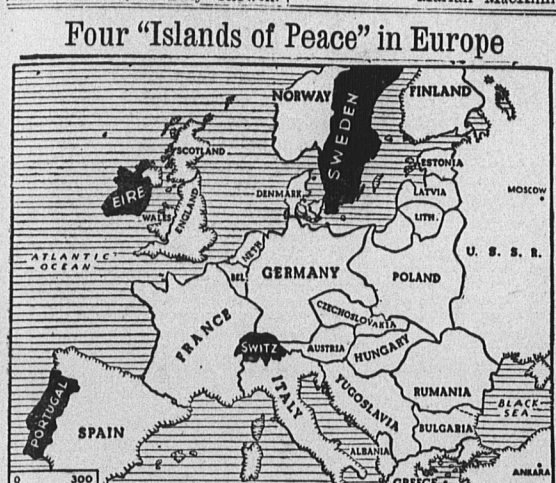 Four "Islands of Peace" in Europe
NORWAY
SWEDEN
FINLAND
SCOTLAND
ESTONIA
EIRE
ENGLAND
DENMARK
LATVIA
MOSCOW
WALES
LITH.
ATLANTIC
OCEAN
NETH.
BEL.
GERMANY
POLAND
U. S. S. R.
CZECHOSLOVAKIA
FRANCE
SWITZ
AUSTRIA
HUNGARY
ITALY
YUGOSLAVIA
RUMANIA
PORTUGAL
SPAIN
BLACK
SEA
BULGARIA
ALBANIA
GREECE
ANKARA
0 300